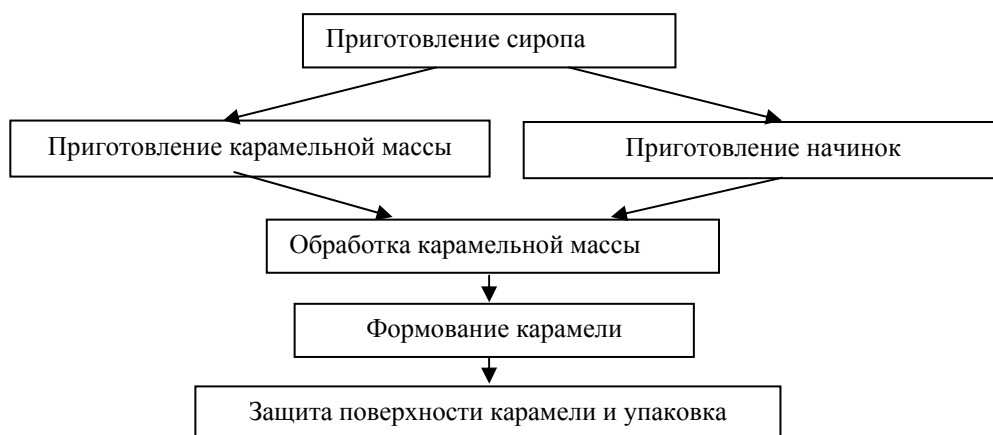 Приготовление сиропа
Приготовление карамельной массы
Приготовление начинок
Обработка карамельной массы
Формование карамели
Защита поверхности карамели и упаковка